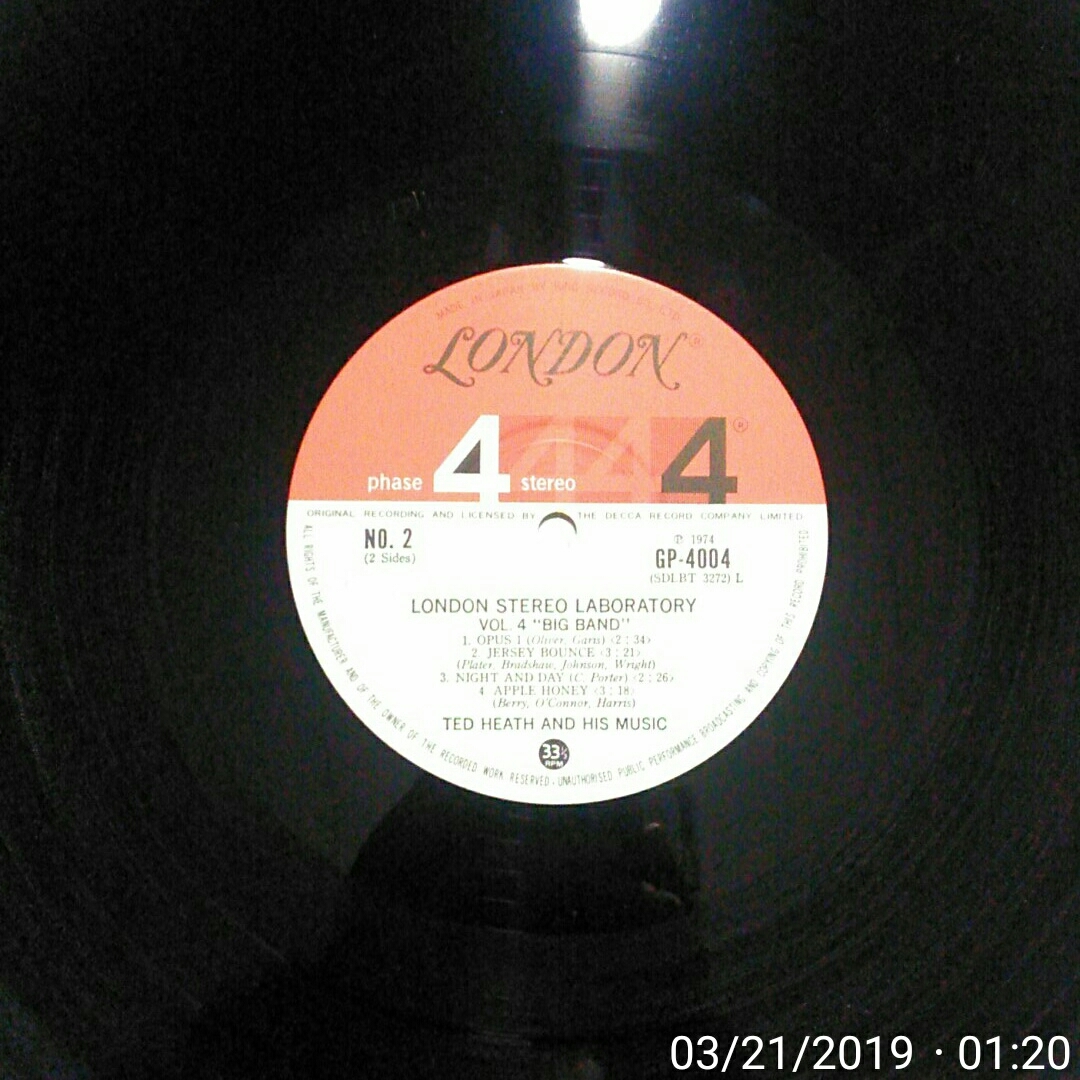 MADE IN JAPAN BY KING RECORD CO., LTD.
LONDON®
phase 4 stereo 4 4 4®
ORIGINAL RECORDING AND LICENSED BY THE DECCA RECORD COMPANY LIMITED
NO. 2
(2 Sides)
℗ 1974
GP-4004
(SDLBT 3272) L
LONDON STEREO LABORATORY
VOL. 4 "BIG BAND"
1. OPUS 1 (Oliver, Garis) <2:34>
2. JERSEY BOUNCE <3:21>
(Plater, Bradshaw, Johnson, Wright)
3. NIGHT AND DAY (C. Porter) <2:26>
4 APPLE HONEY <3:18>
(Berry, O'Connor, Harris)
TED HEATH AND HIS MUSIC
33⅓
RPM
ALL RIGHTS OF THE MANUFACTURER AND OF THE OWNER OF THE RECORDED WORK RESERVED · UNAUTHORISED PUBLIC PERFORMANCE BROADCASTING AND COPYING OF THIS RECORD PROHIBITED
03/21/2019 · 01:20